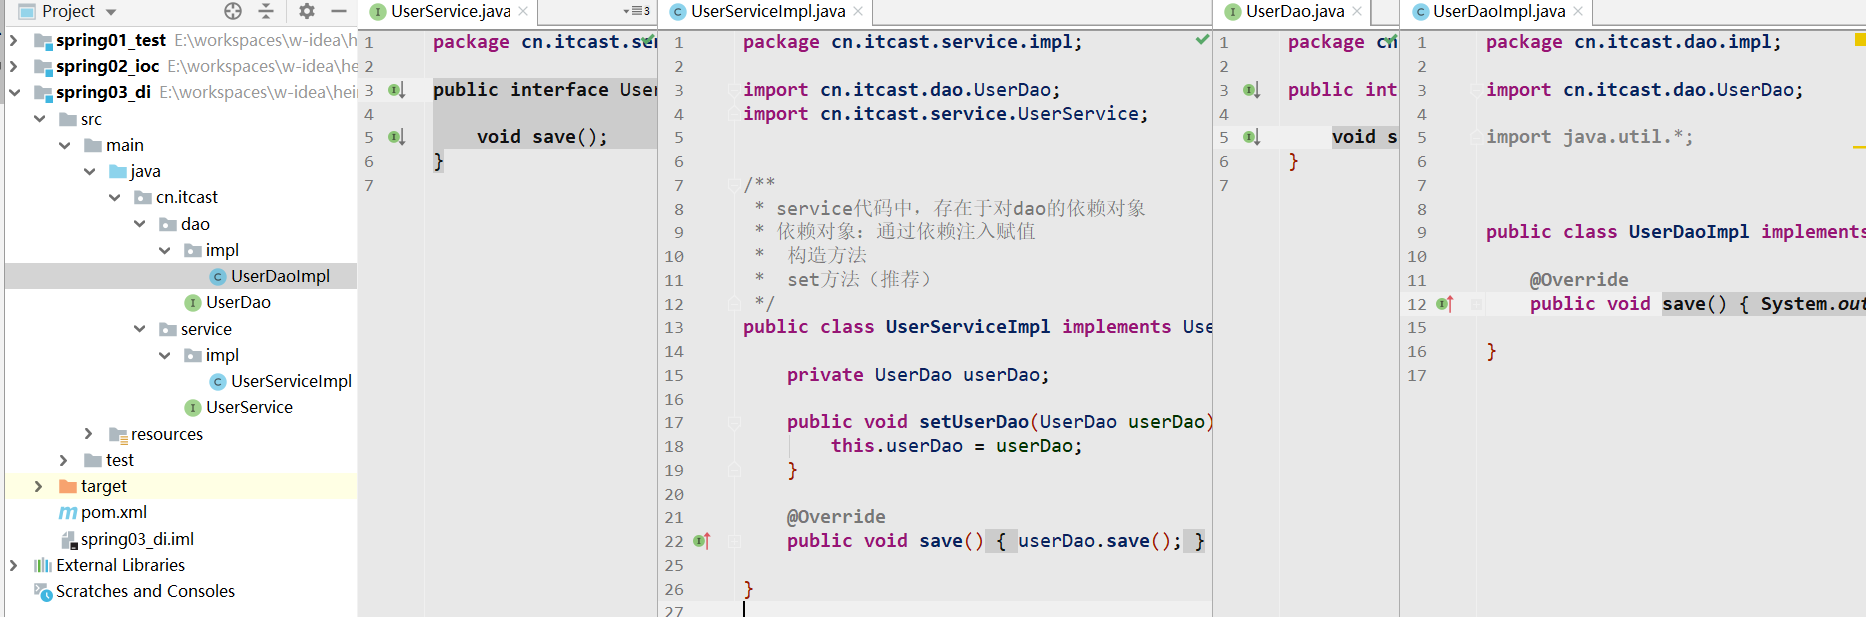 Project
spring01_test E:\workspaces\w-idea\h
spring02_ioc E:\workspaces\w-idea\he
spring03_di E:\workspaces\w-idea\hei
src
main
java
cn.itcast
dao
impl
UserDaoImpl
UserDao
service
impl
UserServiceImpl
UserService
resources
test
target
pom.xml
spring03_di.iml
External Libraries
Scratches and Consoles
UserService.java
3
1 package cn.itcast.ser
2
3 public interface User
4
5 void save();
6 }
7
UserServiceImpl.java
1 package cn.itcast.service.impl;
2
3 import cn.itcast.dao.UserDao;
4 import cn.itcast.service.UserService;
5
6
7 /**
8 * service代码中，存在于对dao的依赖对象
9 * 依赖对象：通过依赖注入赋值
10 * 构造方法
11 * set方法（推荐）
12 */
13 public class UserServiceImpl implements Use
14
15 private UserDao userDao;
16
17 public void setUserDao(UserDao userDao)
18 this.userDao = userDao;
19 }
20
21 @Override
22 public void save() { userDao.save(); }
25
26 }
27
UserDao.java
1 package cn
2
3 public int
4
5 void s
6 }
7
UserDaoImpl.java
1 package cn.itcast.dao.impl;
2
3 import cn.itcast.dao.UserDao;
4
5 import java.util.*;
6
7
8
9 public class UserDaoImpl implements
10
11 @Override
12 public void save() { System.out
15
16 }
17